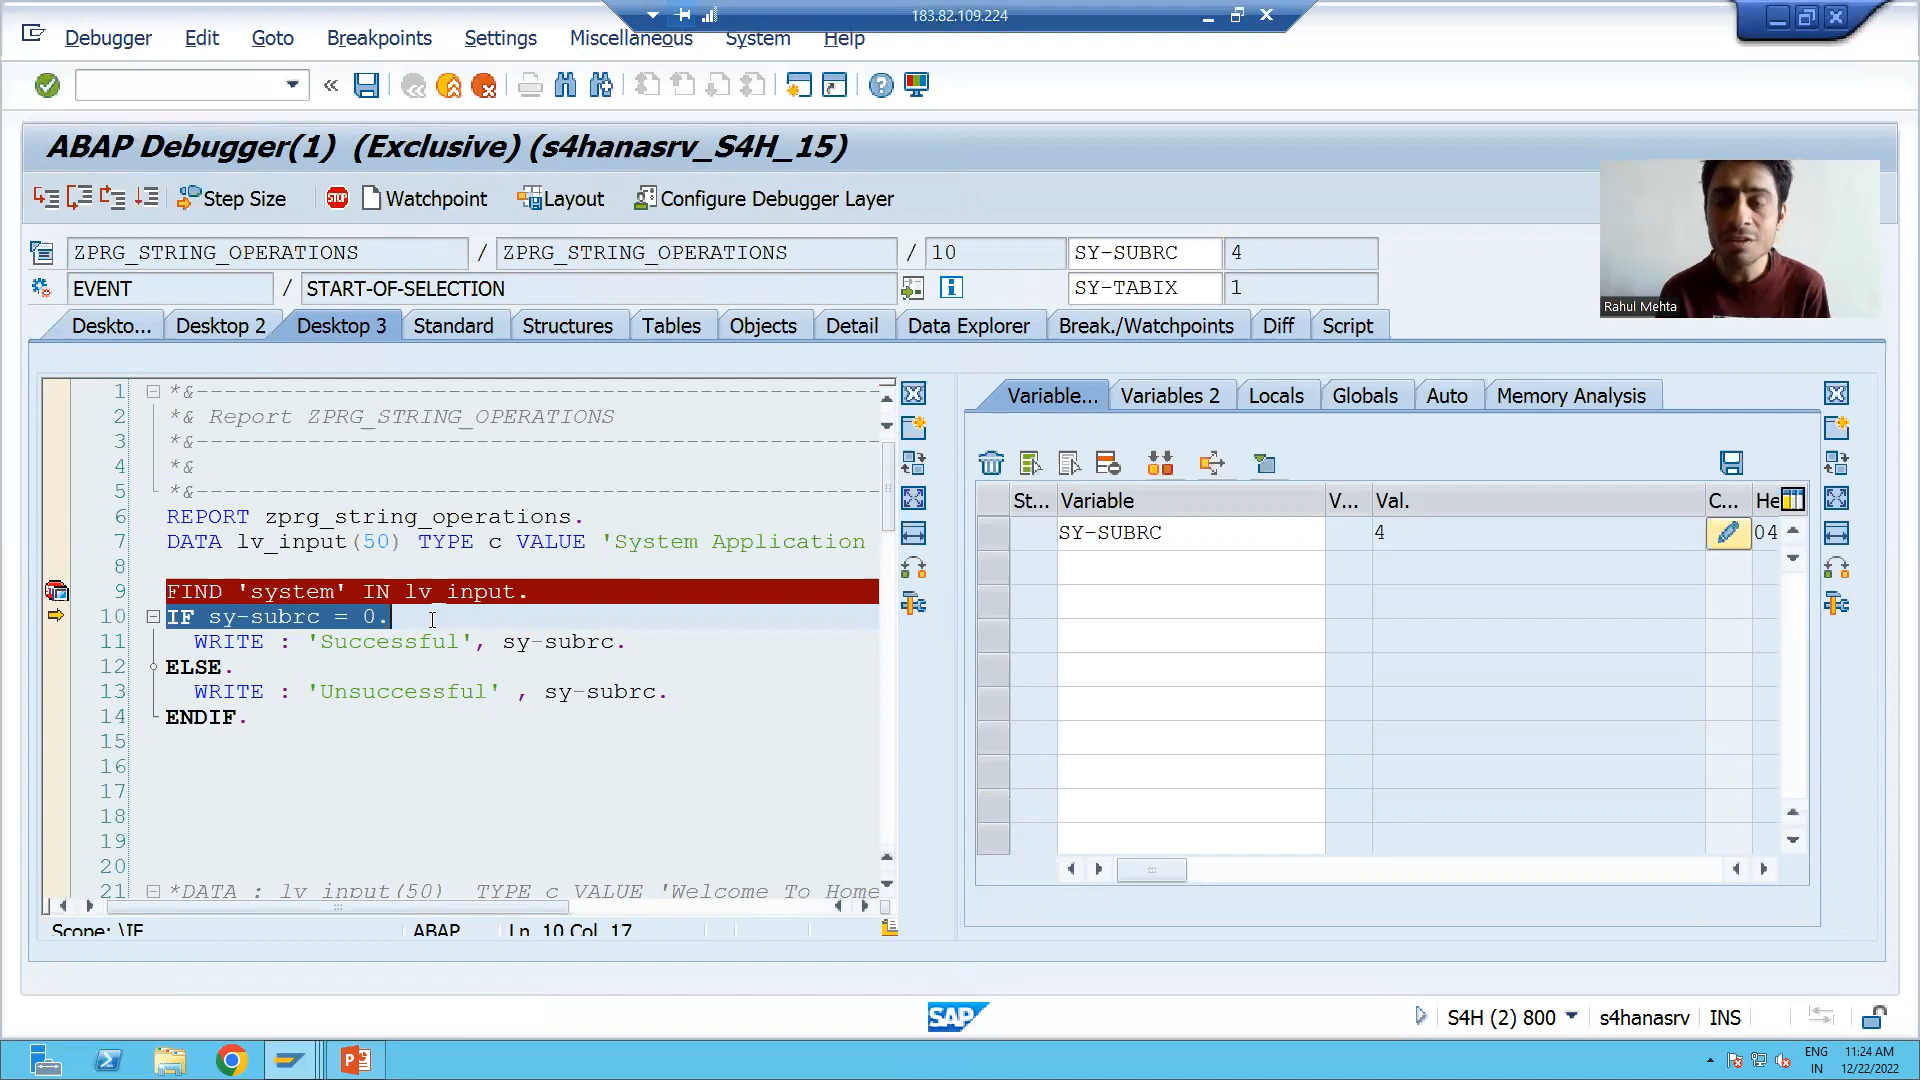 183.82.109.224
Debugger Edit Goto Breakpoints Settings Miscellaneous System Help
ABAP Debugger(1) (Exclusive) (s4hanasrv_S4H_15)
Step Size STOP Watchpoint Layout Configure Debugger Layer
ZPRG_STRING_OPERATIONS / ZPRG_STRING_OPERATIONS / 10 SY-SUBRC 4
EVENT / START-OF-SELECTION SY-TABIX 1
Rahul Mehta
Deskto... Desktop 2 Desktop 3 Standard Structures Tables Objects Detail Data Explorer Break./Watchpoints Diff Script
1 *&---------------------------------------------------------------
2 *& Report ZPRG_STRING_OPERATIONS
3 *&---------------------------------------------------------------
4 *&
5 *&---------------------------------------------------------------
6 REPORT zprg_string_operations.
7 DATA lv_input(50) TYPE c VALUE 'System Application
8
9 FIND 'system' IN lv_input.
10 IF sy-subrc = 0.
11 WRITE : 'Successful', sy-subrc.
12 ELSE.
13 WRITE : 'Unsuccessful' , sy-subrc.
14 ENDIF.
15
16
17
18
19
20
21 *DATA : lv_input(50) TYPE c VALUE 'Welcome To Home
Scope: \IF ABAP Ln 10 Col 17
Variable... Variables 2 Locals Globals Auto Memory Analysis
St... Variable V... Val. C... He
SY-SUBRC 4 04
SAP
S4H (2) 800 s4hanasrv INS
ENG
IN
11:24 AM
12/22/2022